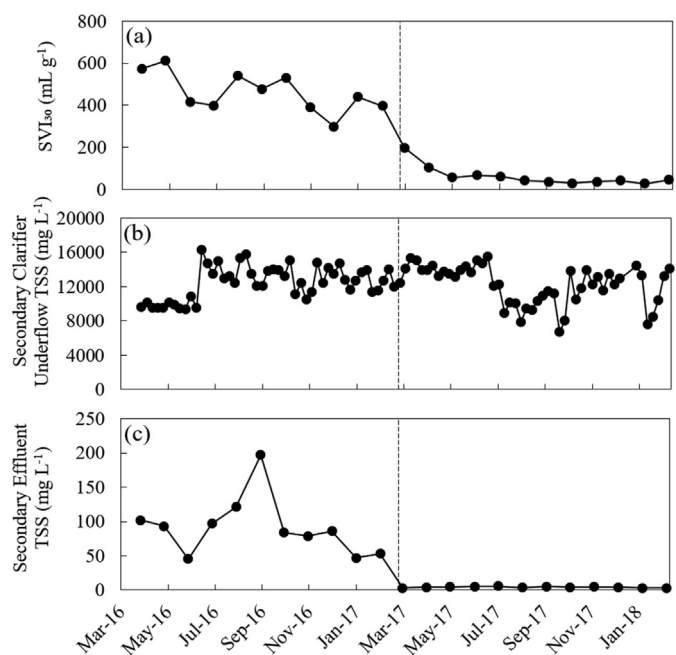 (a)
SVI₃₀ (mL g⁻¹)
800
600
400
200
0
(b)
Secondary Clarifier
Underflow TSS (mg L⁻¹)
20000
16000
12000
8000
4000
0
(c)
Secondary Effluent
TSS (mg L⁻¹)
250
200
150
100
50
0
Mar-16 May-16 Jul-16 Sep-16 Nov-16 Jan-17 Mar-17 May-17 Jul-17 Sep-17 Nov-17 Jan-18